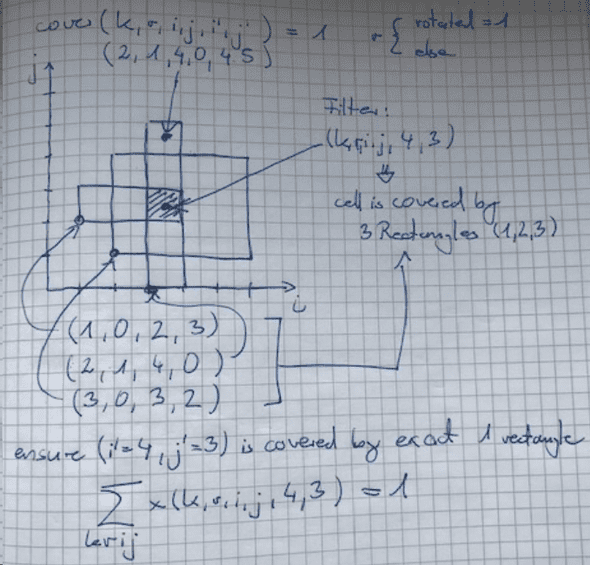 cover(k, r, i, j, i', j') = 1
r { rotated = 1
else
(2, 1, 4, 0, 4 5)
j
Filter:
(k, r, i, j, 4, 3)
⇓
cell is covered by
3 Rectangles (1,2,3)
i
(1, 0, 2, 3)
(2, 1, 4, 0)
(3, 0, 3, 2)
ensure (i'=4, j'=3) is covered by exact 1 rectangle
∑ x(k, r, i, j, 4, 3) = 1
k r i j